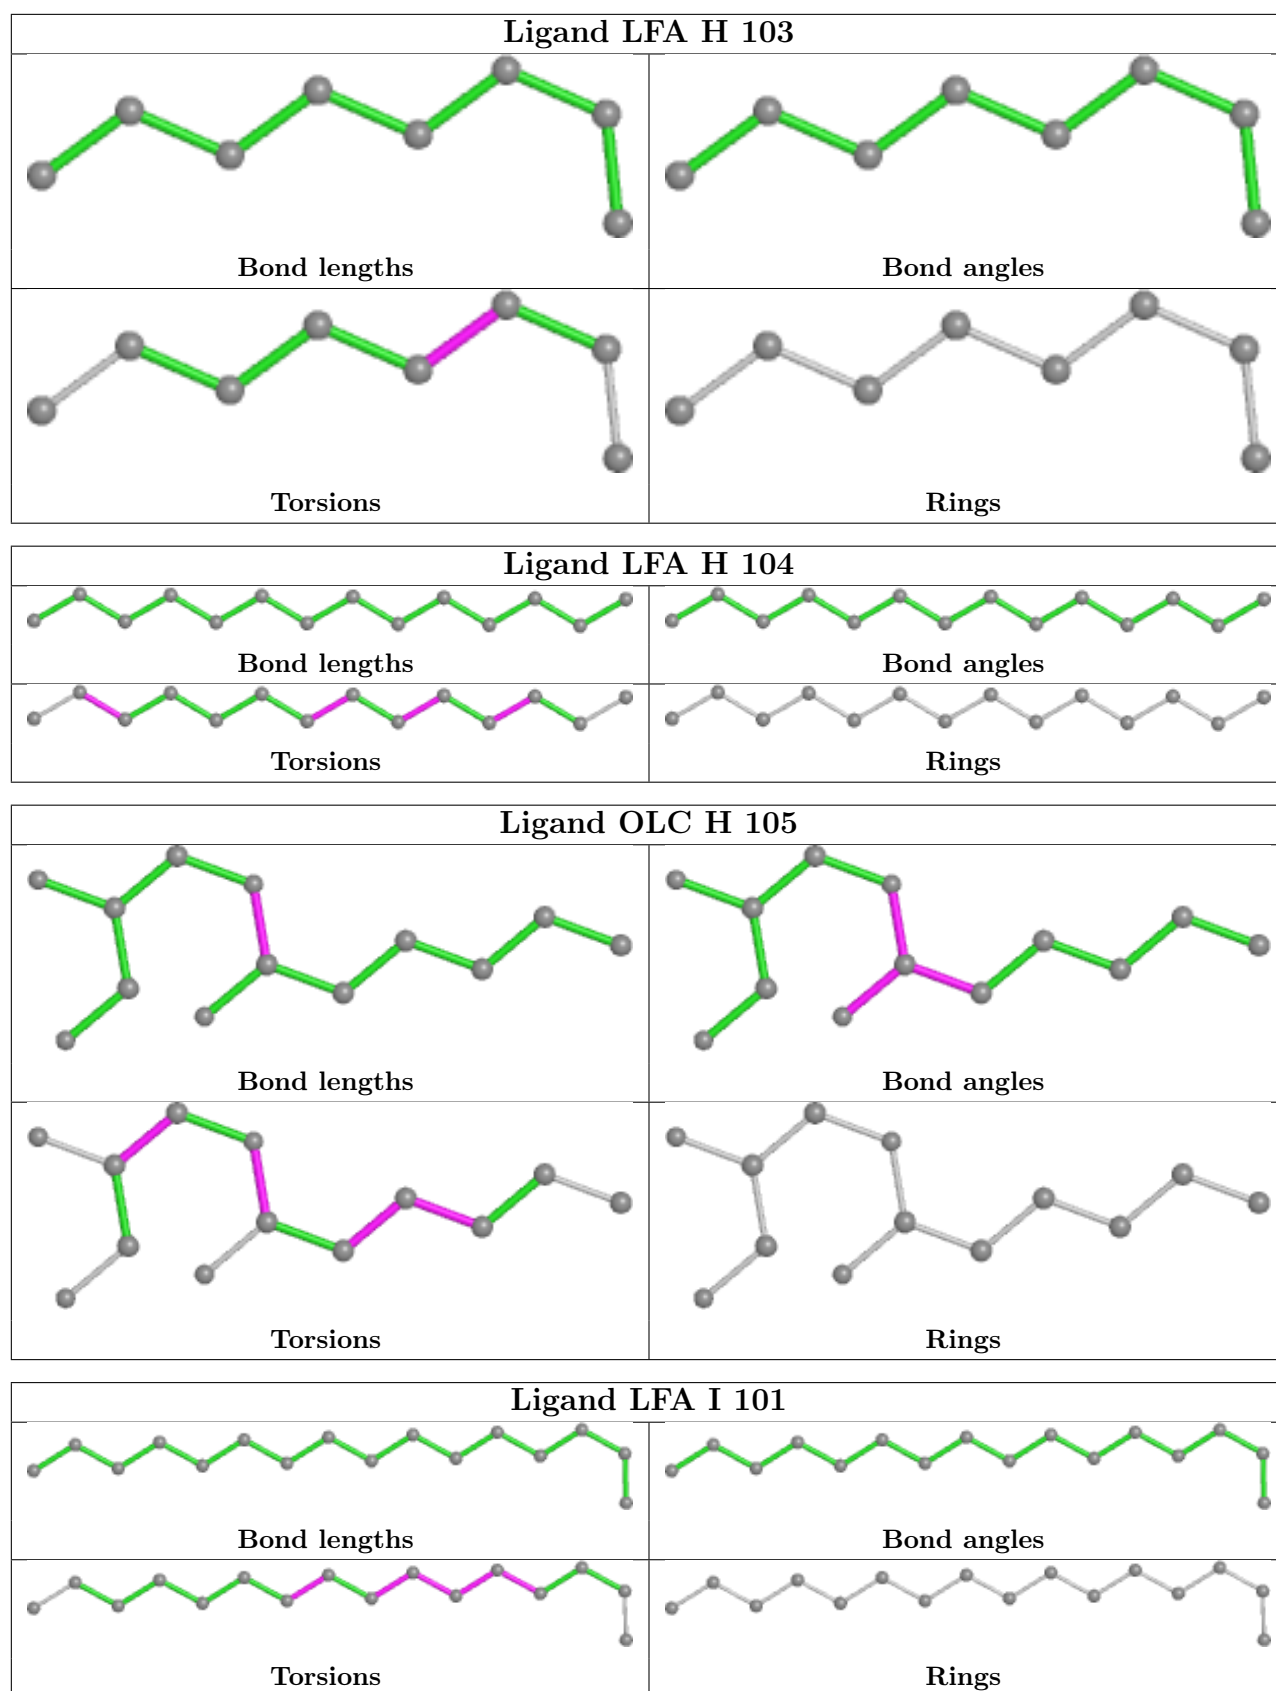 Ligand LFA H 103
Bond lengths
Bond angles
Torsions
Rings
Ligand LFA H 104
Bond lengths
Bond angles
Torsions
Rings
Ligand OLC H 105
Bond lengths
Bond angles
Torsions
Rings
Ligand LFA I 101
Bond lengths
Bond angles
Torsions
Rings